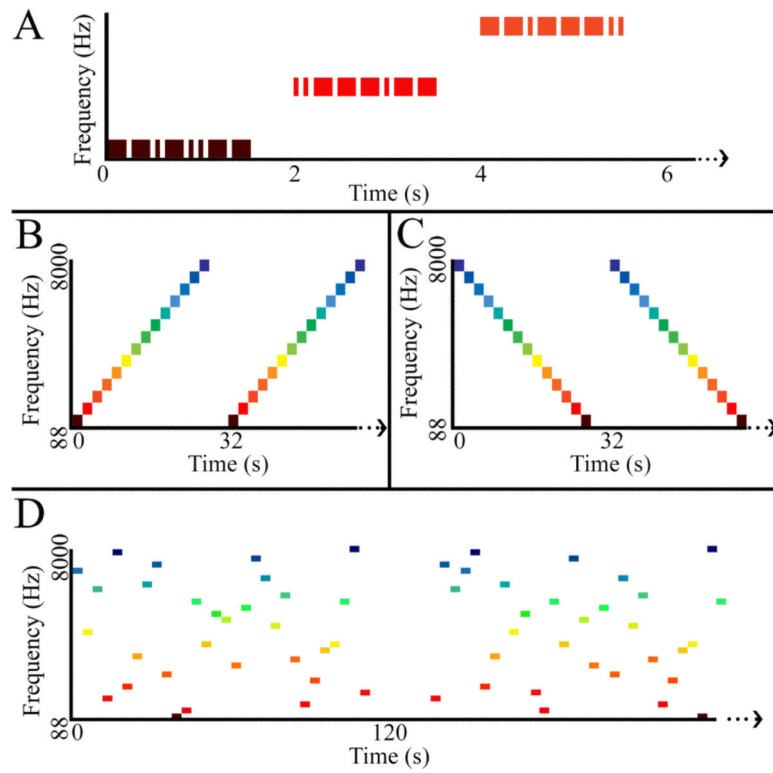 A
Frequency (Hz)
0 2 4 6
Time (s)
B
8000
Frequency (Hz)
88
0 32
Time (s)
C
8000
Frequency (Hz)
88
0 32
Time (s)
D
8000
Frequency (Hz)
88
0 120
Time (s)